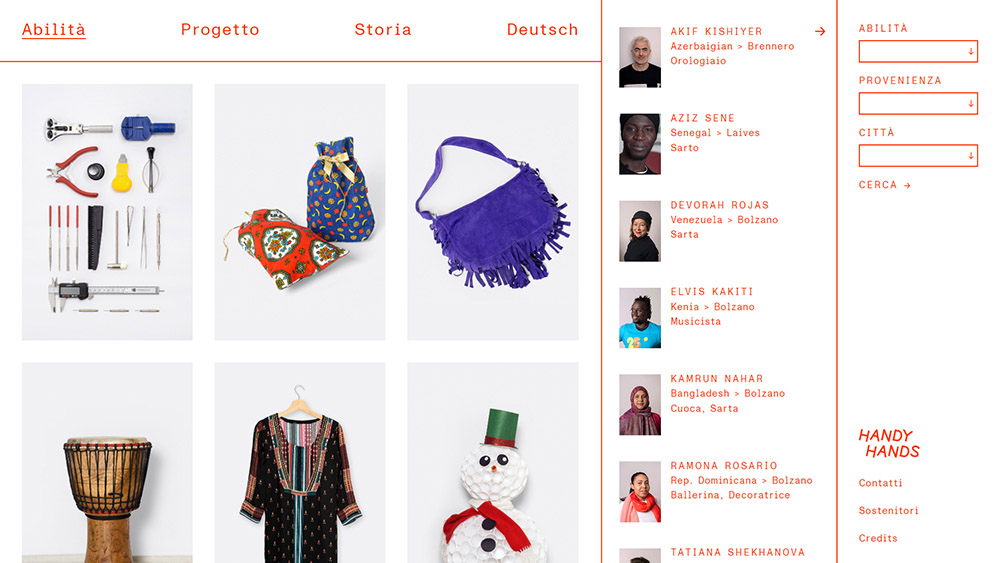 Abilità
Progetto
Storia
Deutsch
AKIF KISHIYER →
Azerbaigian > Brennero
Orologiaio
AZIZ SENE
Senegal > Laives
Sarto
DEVORAH ROJAS
Venezuela > Bolzano
Sarta
ELVIS KAKITI
Kenia > Bolzano
Musicista
KAMRUN NAHAR
Bangladesh > Bolzano
Cuoca, Sarta
RAMONA ROSARIO
Rep. Dominicana > Bolzano
Ballerina, Decoratrice
TATIANA SHEKHANOVA
ABILITÀ
PROVENIENZA
CITTÀ
CERCA →
HANDY
HANDS
Contatti
Sostenitori
Credits